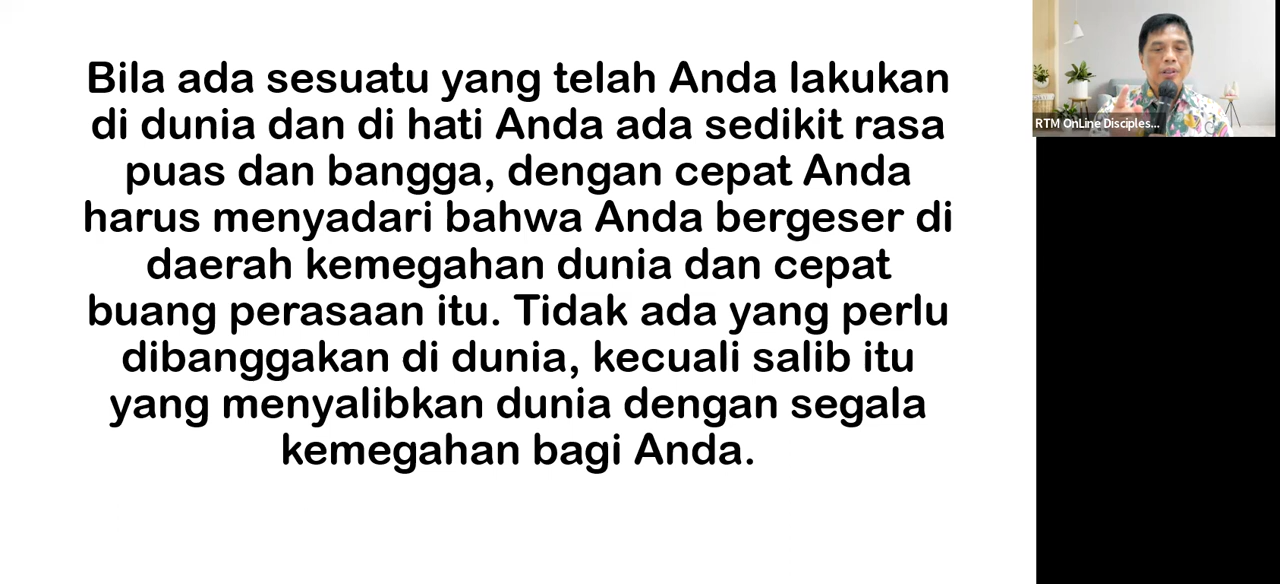 Bila ada sesuatu yang telah Anda lakukan
di dunia dan di hati Anda ada sedikit rasa
puas dan bangga, dengan cepat Anda
harus menyadari bahwa Anda bergeser di
daerah kemegahan dunia dan cepat
buang perasaan itu. Tidak ada yang perlu
dibanggakan di dunia, kecuali salib itu
yang menyalibkan dunia dengan segala
kemegahan bagi Anda.
RTM OnLine Disciples...